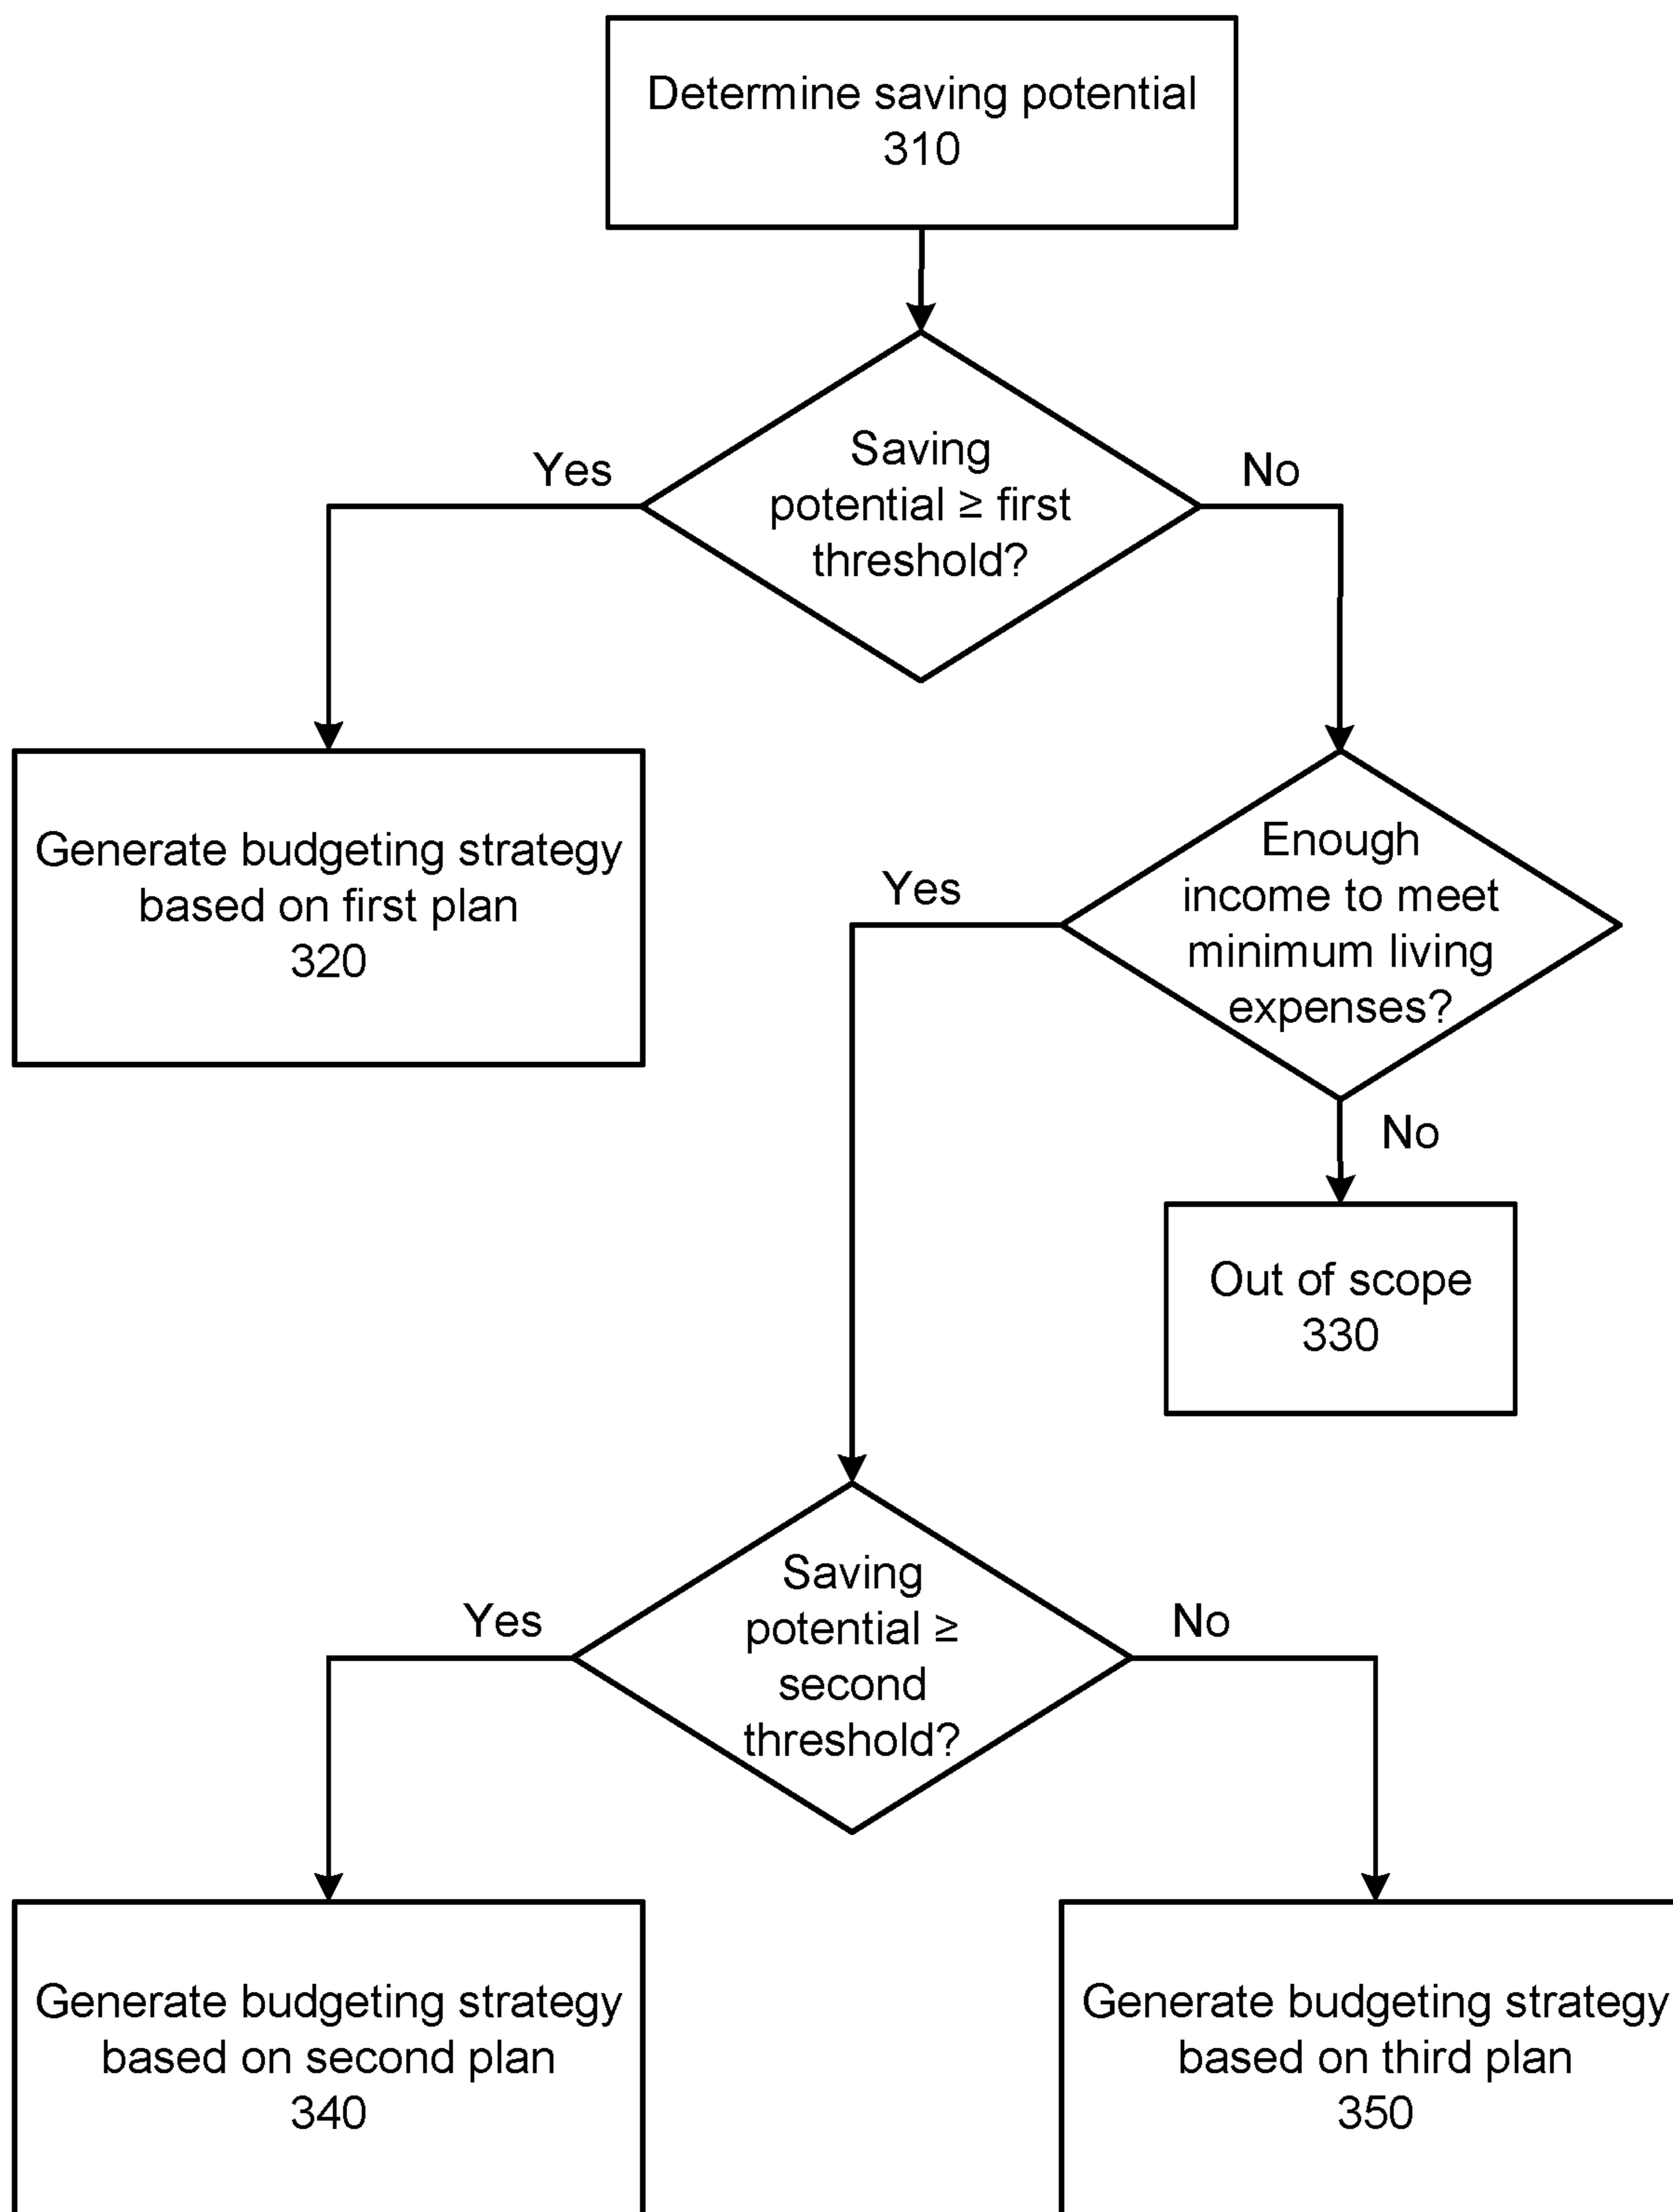 Determine saving potential
310
Saving
potential ≥ first
threshold?
Yes
No
Generate budgeting strategy
based on first plan
320
Enough
income to meet
minimum living
expenses?
Yes
No
Out of scope
330
Saving
potential ≥
second
threshold?
Yes
No
Generate budgeting strategy
based on second plan
340
Generate budgeting strategy
based on third plan
350